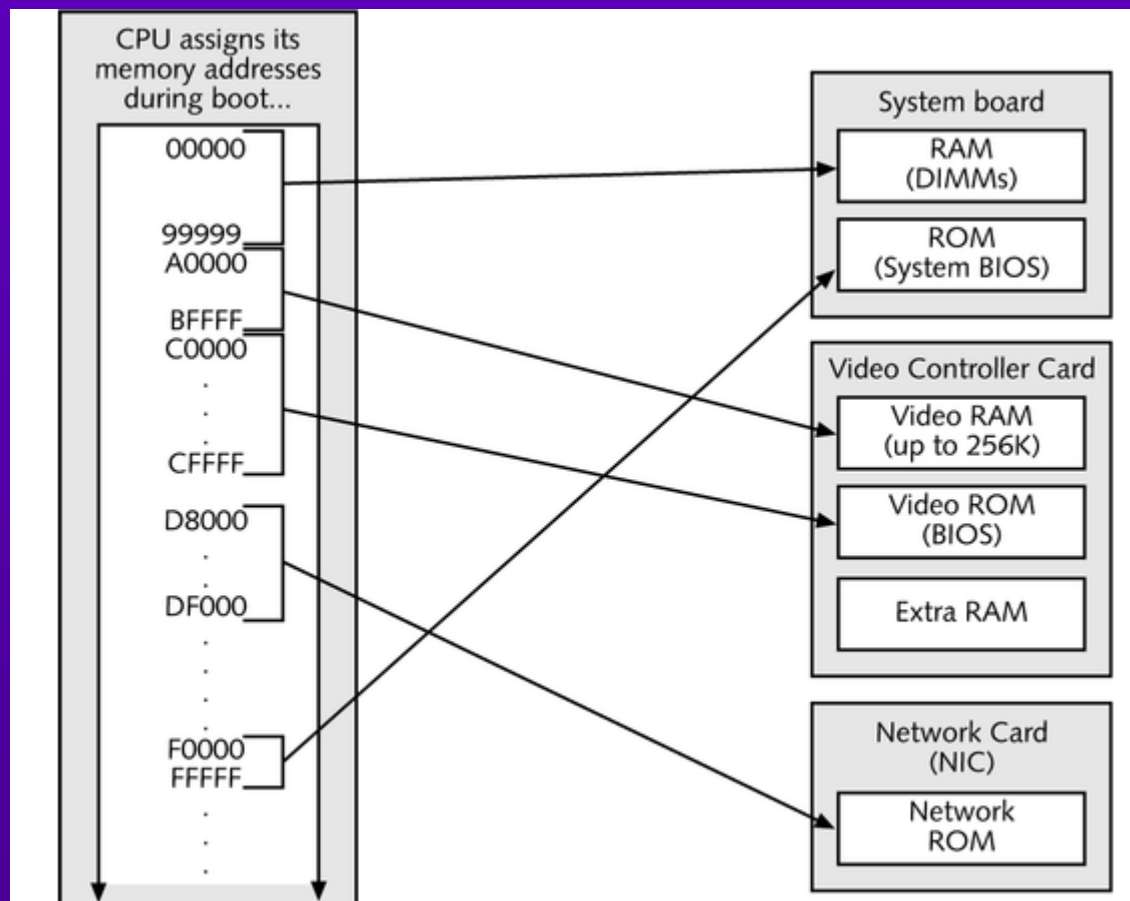 CPU assigns its
memory addresses
during boot...
00000
99999
A0000
BFFFF
C0000
.
.
.
CFFFF
D8000
.
.
DF000
.
.
.
.
F0000
FFFFF
.
.
.
System board
RAM
(DIMMs)
ROM
(System BIOS)
Video Controller Card
Video RAM
(up to 256K)
Video ROM
(BIOS)
Extra RAM
Network Card
(NIC)
Network
ROM